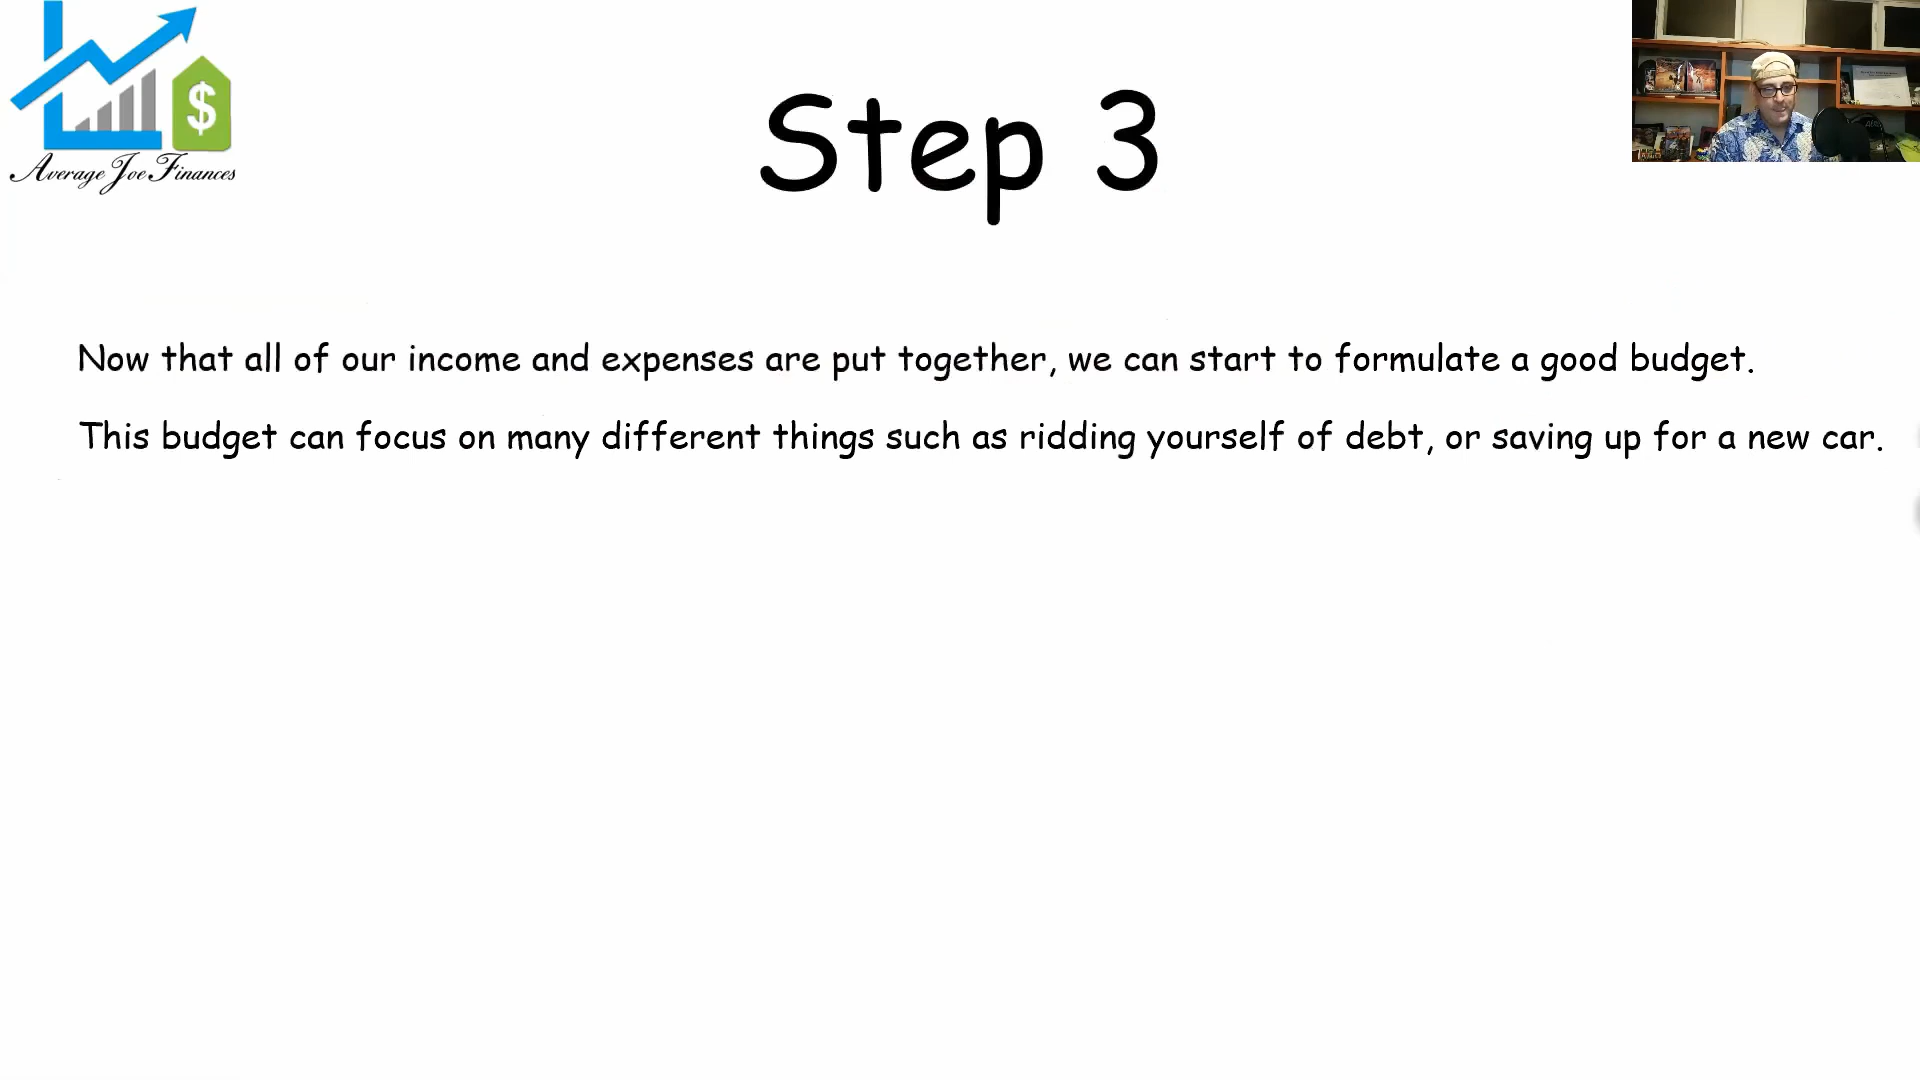 Average Joe Finances
$
Step 3
Now that all of our income and expenses are put together, we can start to formulate a good budget.
This budget can focus on many different things such as ridding yourself of debt, or saving up for a new car.